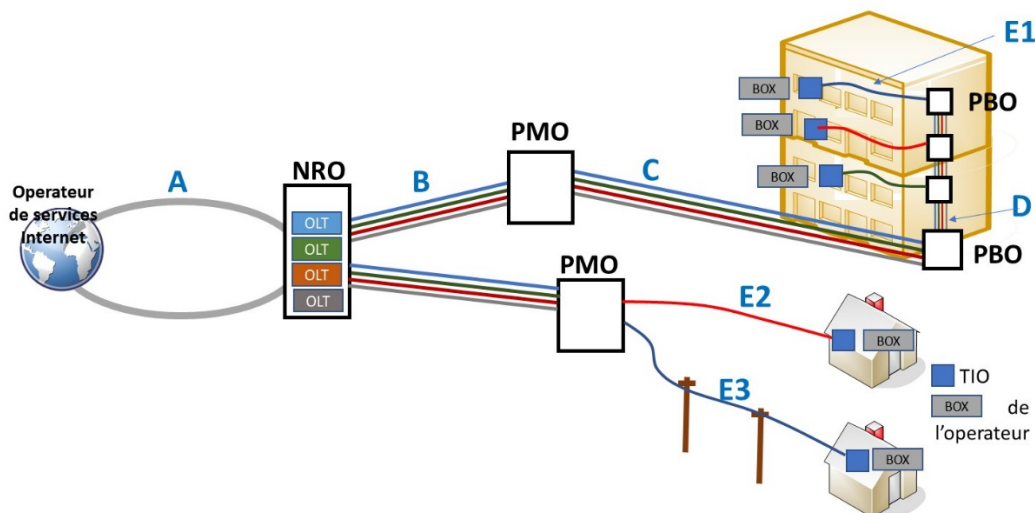 E1
BOX
PBO
BOX
PMO
A
NRO
B
C
BOX
Operateur
de services
Internet
OLT
D
OLT
PMO
PBO
OLT
OLT
E2
BOX
TIO
E3
BOX de
l'operateur
BOX